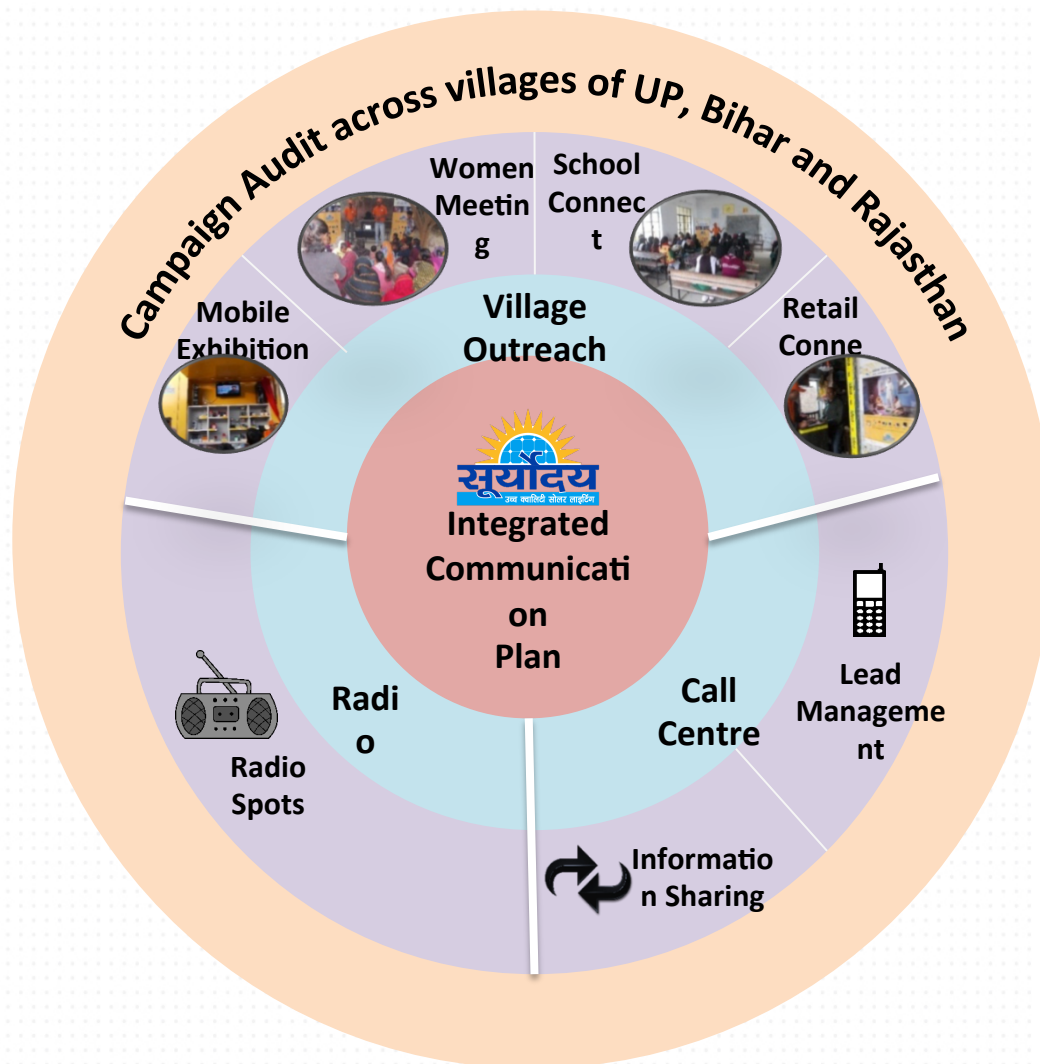 Campaign Audit across villages of UP, Bihar and Rajasthan
Women
Meetin
g
School
Connec
t
Mobile
Exhibition
Retail
Conne
Village
Outreach
सूर्योदय
उच्च क्वालिटी सोलर लाइटिंग
Integrated
Communicati
on
Plan
Radi
o
Radio
Spots
Call
Centre
Lead
Manageme
nt
Informatio
n Sharing